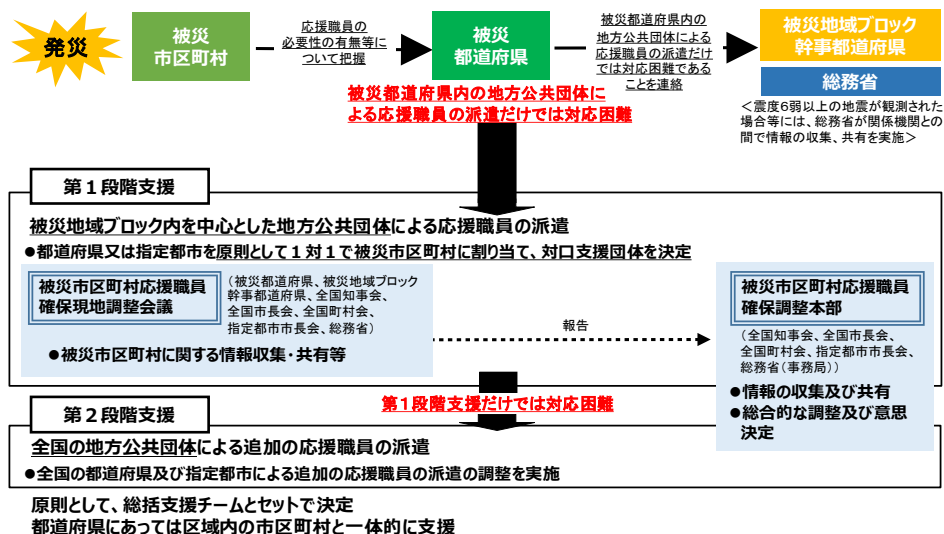 発災
被災
市区町村
応援職員の
必要性の有無等に
ついて把握
被災
都道府県
被災都道府県内の
地方公共団体による
応援職員の派遣だけ
では対応困難である
ことを連絡
被災地域ブロック
幹事都道府県
総務省
＜震度６弱以上の地震が観測された
場合等には、総務省が関係機関との
間で情報の収集、共有を実施＞
被災都道府県内の地方公共団体に
よる応援職員の派遣だけでは対応困難
第１段階支援
被災地域ブロック内を中心とした地方公共団体による応援職員の派遣
●都道府県又は指定都市を原則として１対１で被災市区町村に割り当て、対口支援団体を決定
被災市区町村応援職員
確保現地調整会議
（被災都道府県、被災地域ブロック
幹事都道府県、全国知事会、
全国市長会、全国町村会、
指定都市市長会、総務省）
●被災市区町村に関する情報収集・共有等
報告
被災市区町村応援職員
確保調整本部
（全国知事会、全国市長会、
全国町村会、指定都市市長会、
総務省（事務局））
●情報の収集及び共有
●総合的な調整及び意思
決定
第１段階支援だけでは対応困難
第２段階支援
全国の地方公共団体による追加の応援職員の派遣
●全国の都道府県及び指定都市による追加の応援職員の派遣の調整を実施
原則として、総括支援チームとセットで決定
都道府県にあっては区域内の市区町村と一体的に支援